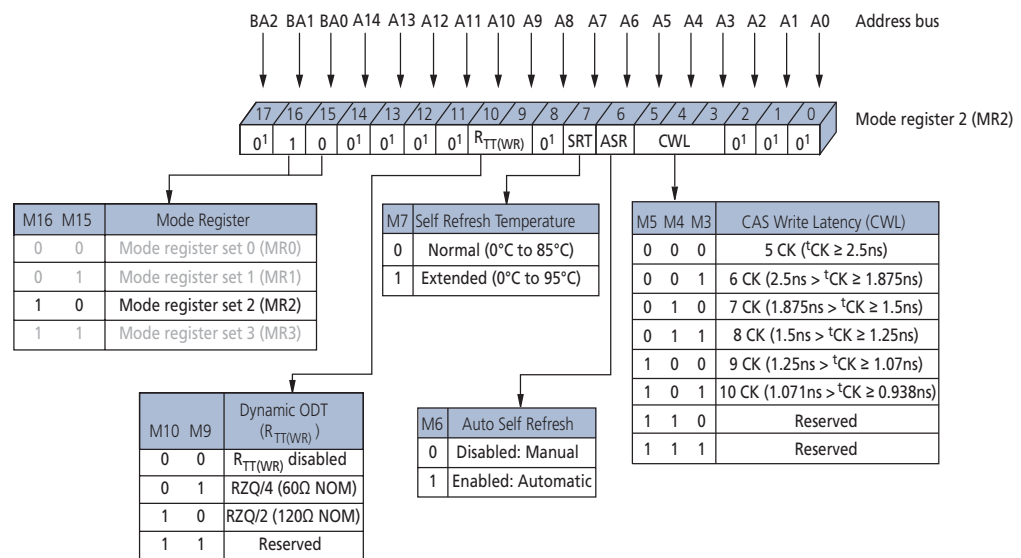 BA2 BA1 BA0 A14 A13 A12 A11 A10 A9 A8 A7 A6 A5 A4 A3 A2 A1 A0 Address bus
17 16 15 14 13 12 11 10 9 8 7 6 5 4 3 2 1 0 Mode register 2 (MR2)
0¹ 1 0 0¹ 0¹ 0¹ 0¹ RTT(WR) 0¹ SRT ASR CWL 0¹ 0¹ 0¹
M16 M15 Mode Register
0 0 Mode register set 0 (MR0)
0 1 Mode register set 1 (MR1)
1 0 Mode register set 2 (MR2)
1 1 Mode register set 3 (MR3)
M7 Self Refresh Temperature
0 Normal (0°C to 85°C)
1 Extended (0°C to 95°C)
M5 M4 M3 CAS Write Latency (CWL)
0 0 0 5 CK (tCK ≥ 2.5ns)
0 0 1 6 CK (2.5ns > tCK ≥ 1.875ns)
0 1 0 7 CK (1.875ns > tCK ≥ 1.5ns)
0 1 1 8 CK (1.5ns > tCK ≥ 1.25ns)
1 0 0 9 CK (1.25ns > tCK ≥ 1.07ns)
1 0 1 10 CK (1.071ns > tCK ≥ 0.938ns)
1 1 0 Reserved
1 1 1 Reserved
M10 M9 Dynamic ODT
(RTT(WR) )
0 0 RTT(WR) disabled
0 1 RZQ/4 (60Ω NOM)
1 0 RZQ/2 (120Ω NOM)
1 1 Reserved
M6 Auto Self Refresh
0 Disabled: Manual
1 Enabled: Automatic